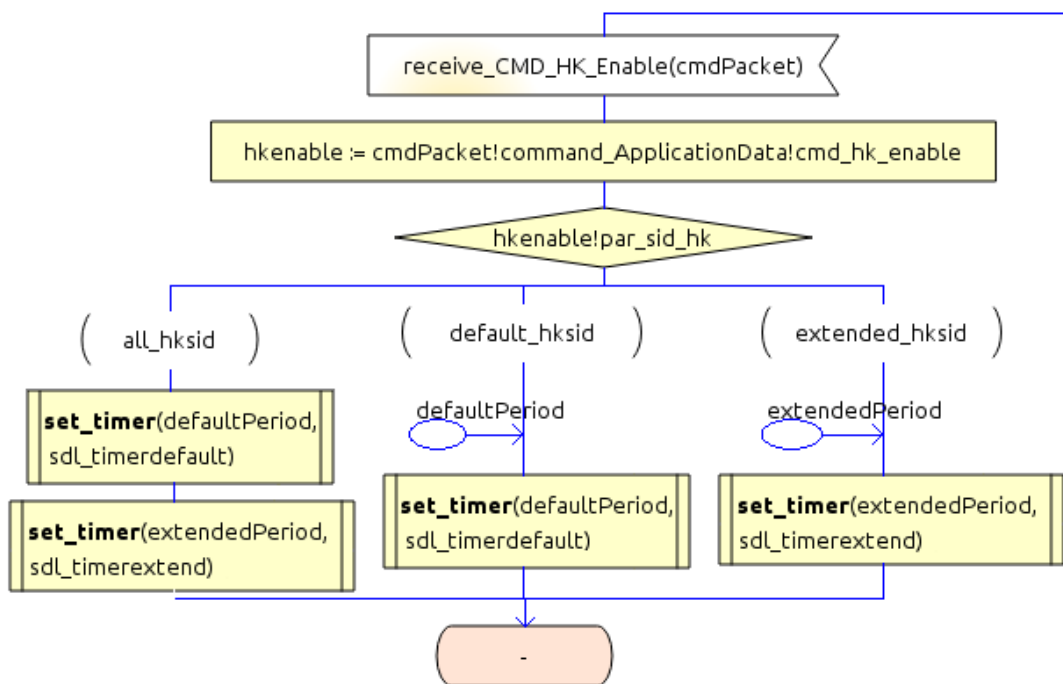 receive_CMD_HK_Enable(cmdPacket)
hkenable := cmdPacket!command_ApplicationData!cmd_hk_enable
hkenable!par_sid_hk
( all_hksid )
( default_hksid )
( extended_hksid )
set_timer(defaultPeriod,
sdl_timerdefault)
set_timer(extendedPeriod,
sdl_timerextend)
defaultPeriod
set_timer(defaultPeriod,
sdl_timerdefault)
extendedPeriod
set_timer(extendedPeriod,
sdl_timerextend)
-